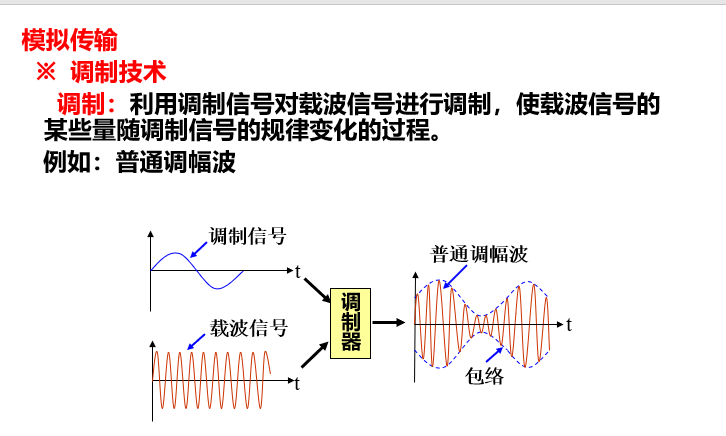 模拟传输
※ 调制技术
调制：利用调制信号对载波信号进行调制，使载波信号的
某些量随调制信号的规律变化的过程。
例如：普通调幅波
调制信号
t
载波信号
t
调制器
普通调幅波
t
包络